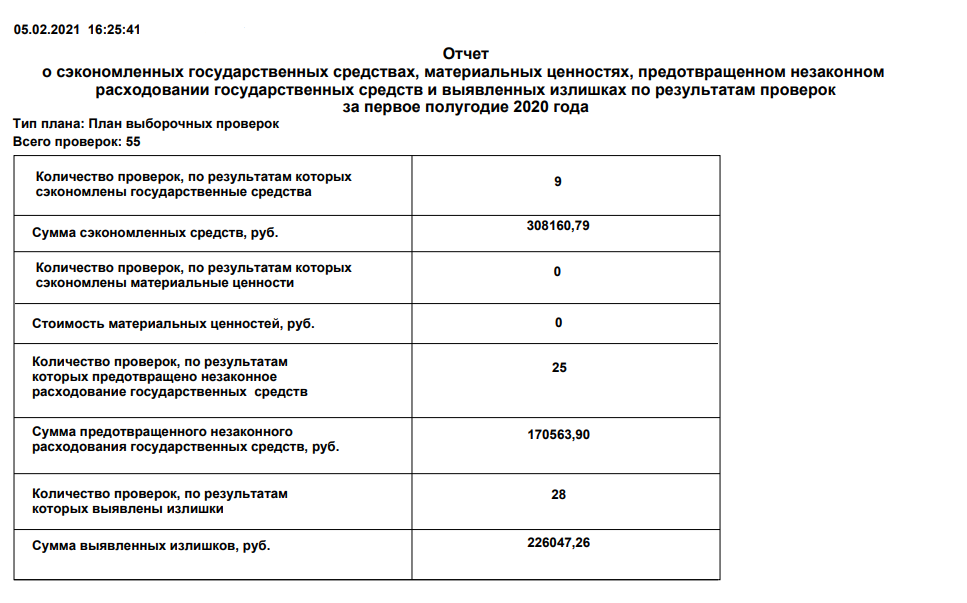 05.02.2021 16:25:41
Отчет
о сэкономленных государственных средствах, материальных ценностях, предотвращенном незаконном
расходовании государственных средств и выявленных излишках по результатам проверок
за первое полугодие 2020 года
Тип плана: План выборочных проверок
Всего проверок: 55
Количество проверок, по результатам которых
сэкономлены государственные средства
9
Сумма сэкономленных средств, руб.
308160,79
Количество проверок, по результатам которых
сэкономлены материальные ценности
0
Стоимость материальных ценностей, руб.
0
Количество проверок, по результатам
которых предотвращено незаконное
расходование государственных средств
25
Сумма предотвращенного незаконного
расходования государственных средств, руб.
170563,90
Количество проверок, по результатам
которых выявлены излишки
28
Сумма выявленных излишков, руб.
226047,26